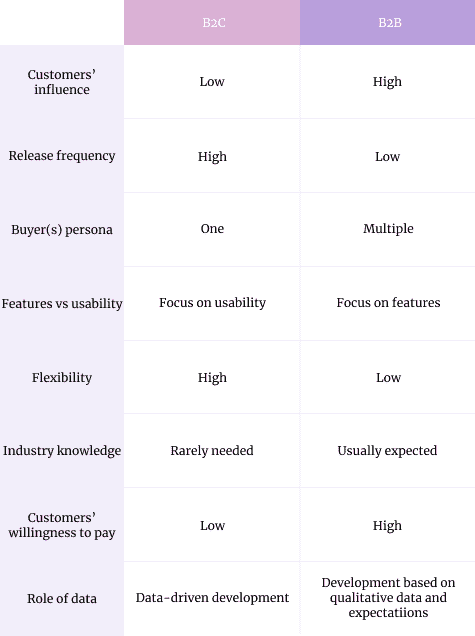 B2C B2B
Customers’
influence
Low
High
Release frequency
High
Low
Buyer(s) persona
One
Multiple
Features vs usability
Focus on usability
Focus on features
Flexibility
High
Low
Industry knowledge
Rarely needed
Usually expected
Customers’
willingness to pay
Low
High
Role of data
Data-driven development
Development based on
qualitative data and
expectatiions